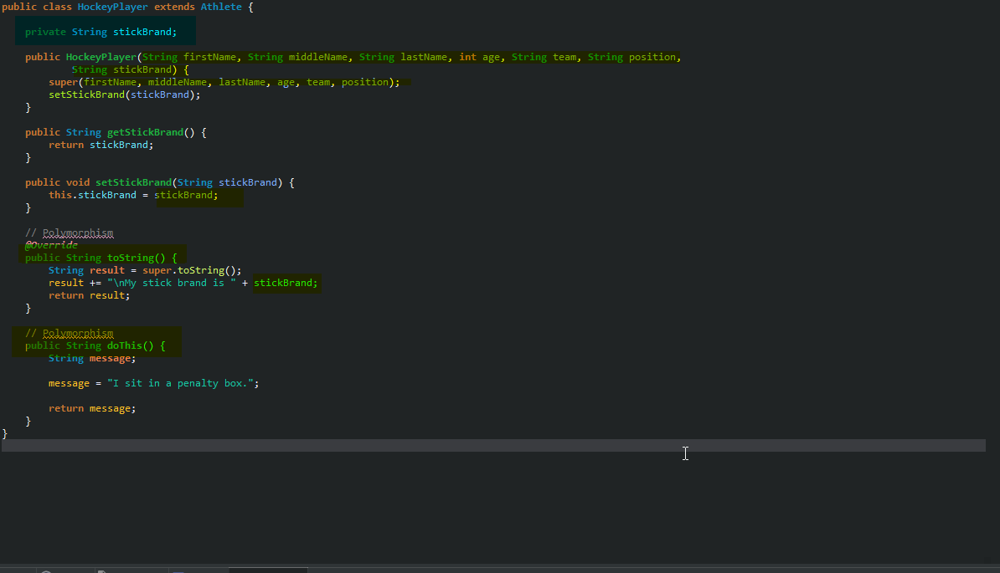 public class HockeyPlayer extends Athlete {
private String stickBrand;
public HockeyPlayer(String firstName, String middleName, String lastName, int age, String team, String position,
String stickBrand) {
super(firstName, middleName, lastName, age, team, position);
setStickBrand(stickBrand);
}
public String getStickBrand() {
return stickBrand;
}
public void setStickBrand(String stickBrand) {
this.stickBrand = stickBrand;
}
// Polymorphism
@Override
public String toString() {
String result = super.toString();
result += "\nMy stick brand is " + stickBrand;
return result;
}
// Polymorphism
public String doThis() {
String message;
message = "I sit in a penalty box.";
return message;
}
}